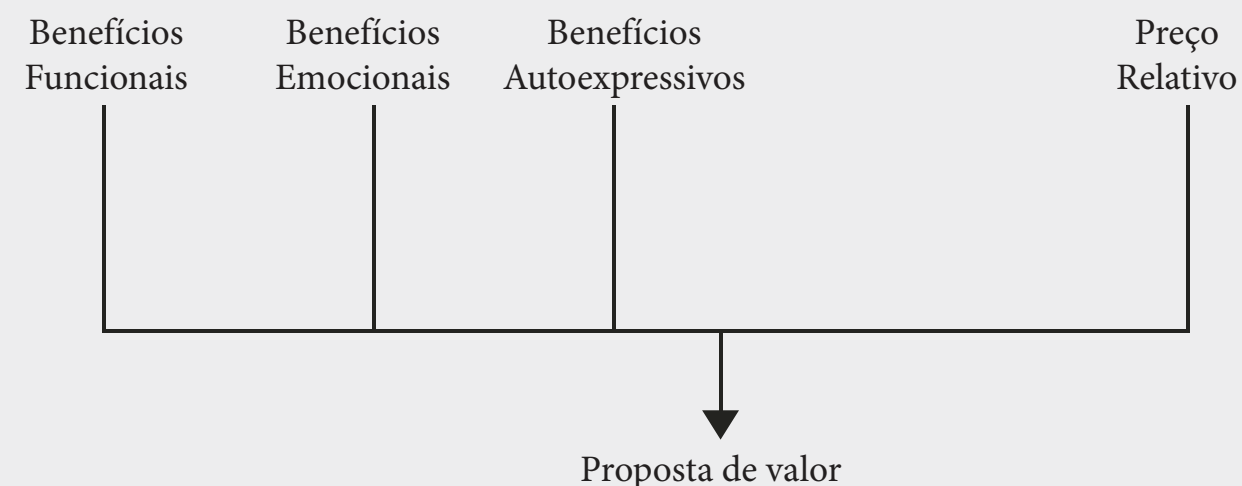 Benefícios
Funcionais
Benefícios
Emocionais
Benefícios
Autoexpressivos
Preço
Relativo
Proposta de valor